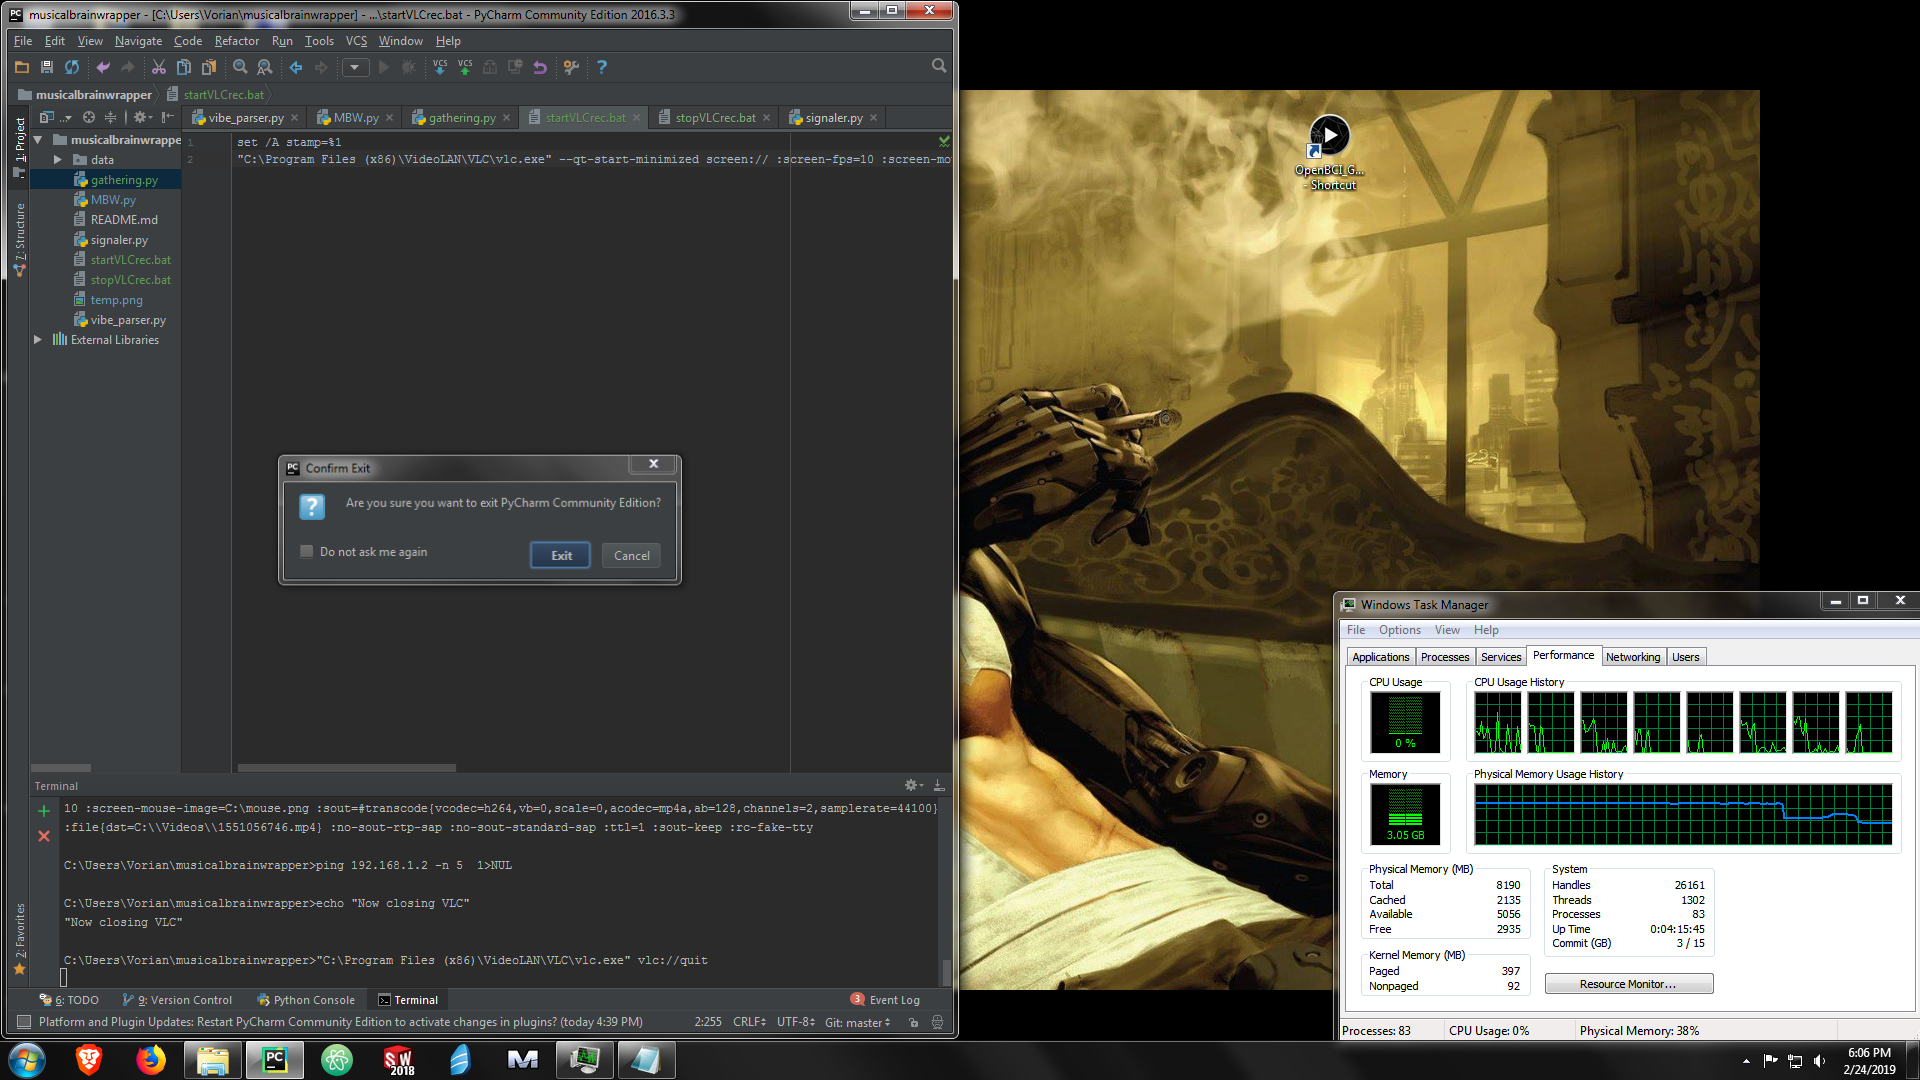 musicalbrainwrapper - [C:\Users\Vorian\musicalbrainwrapper] - ...\startVLCrec.bat - PyCharm Community Edition 2016.3.3
File Edit View Navigate Code Refactor Run Tools VCS Window Help
VCS VCS
musicalbrainwrapper startVLCrec.bat
vibe_parser.py MBW.py gathering.py startVLCrec.bat stopVLCrec.bat signaler.py
1: Project
7: Structure
2: Favorites
musicalbrainwrappe
data
gathering.py
MBW.py
README.md
signaler.py
startVLCrec.bat
stopVLCrec.bat
temp.png
vibe_parser.py
External Libraries
1 set /A stamp=%1
2 "C:\Program Files (x86)\VideoLAN\VLC\vlc.exe" --qt-start-minimized screen:// :screen-fps=10 :screen-mo
Confirm Exit
Are you sure you want to exit PyCharm Community Edition?
Do not ask me again
Exit Cancel
Terminal
10 :screen-mouse-image=C:\mouse.png :sout=#transcode{vcodec=h264,vb=0,scale=0,acodec=mp4a,ab=128,channels=2,samplerate=44100}
:file{dst=C:\\Videos\\1551056746.mp4} :no-sout-rtp-sap :no-sout-standard-sap :ttl=1 :sout-keep :rc-fake-tty
C:\Users\Vorian\musicalbrainwrapper>ping 192.168.1.2 -n 5  1>NUL
C:\Users\Vorian\musicalbrainwrapper>echo "Now closing VLC"
"Now closing VLC"
C:\Users\Vorian\musicalbrainwrapper>"C:\Program Files (x86)\VideoLAN\VLC\vlc.exe" vlc://quit
6: TODO 9: Version Control Python Console Terminal 3 Event Log
Platform and Plugin Updates: Restart PyCharm Community Edition to activate changes in plugins? (today 4:39 PM) 2:255 CRLF UTF-8 Git: master
OpenBCI_G...
- Shortcut
Windows Task Manager
File Options View Help
Applications Processes Services Performance Networking Users
CPU Usage CPU Usage History
0 %
Memory Physical Memory Usage History
3.05 GB
Physical Memory (MB)
Total 8190
Cached 2135
Available 5056
Free 2935
Kernel Memory (MB)
Paged 397
Nonpaged 92
System
Handles 26161
Threads 1302
Processes 83
Up Time 0:04:15:45
Commit (GB) 3 / 15
Resource Monitor...
Processes: 83 CPU Usage: 0% Physical Memory: 38%
PC
SW
2018
6:06 PM
2/24/2019